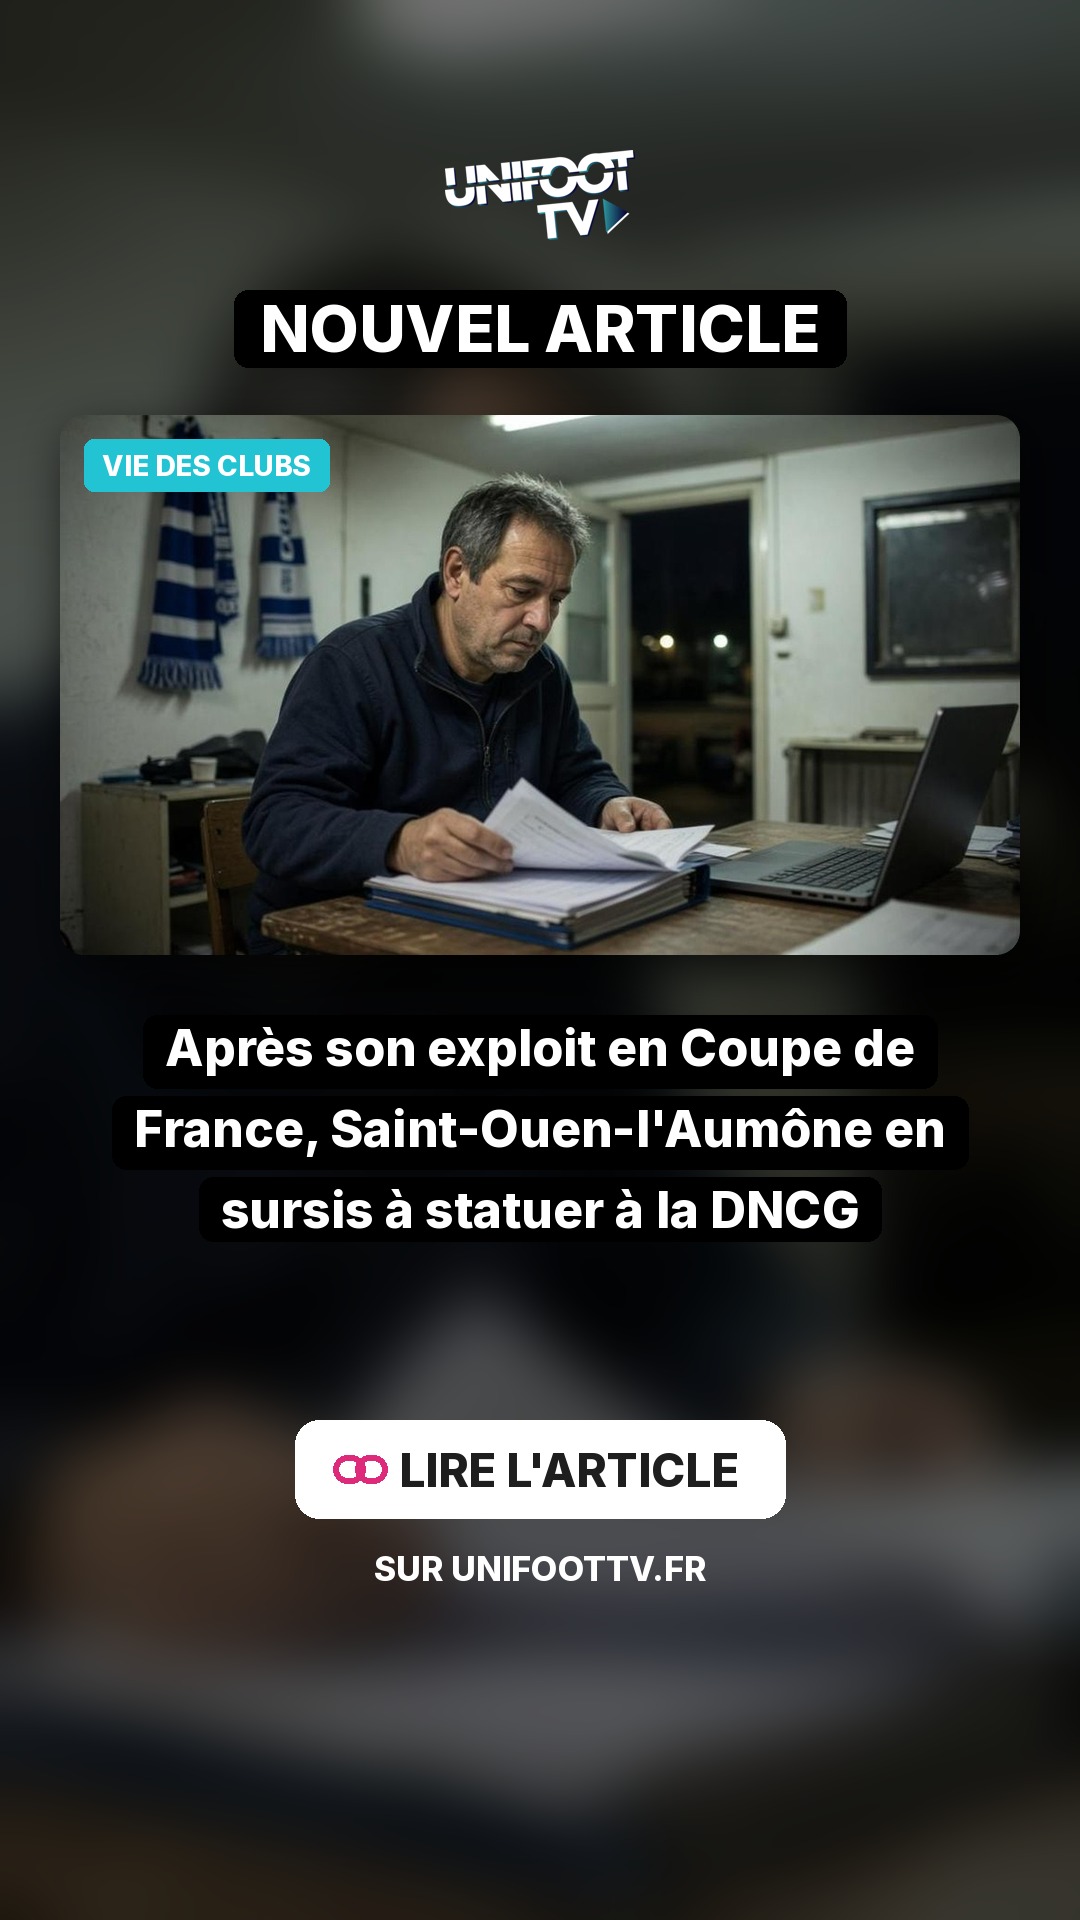 UNIFOOT
TV
NOUVEL ARTICLE
VIE DES CLUBS
Après son exploit en Coupe de
France, Saint-Ouen-l'Aumône en
sursis à statuer à la DNCG
LIRE L'ARTICLE
SUR UNIFOOTTV.FR